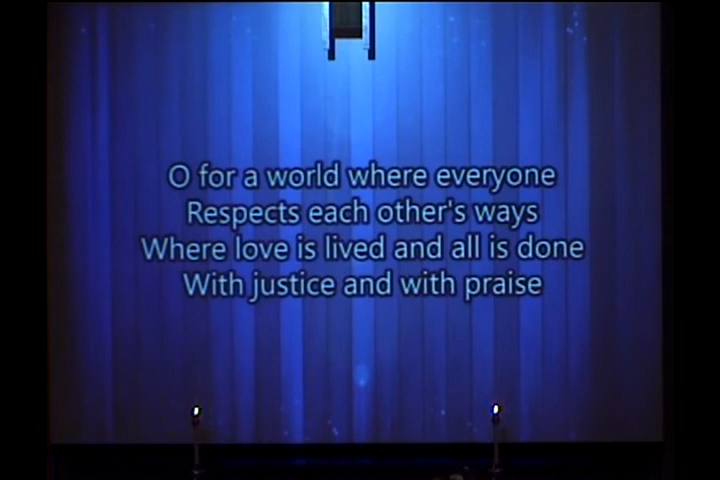 O for a world where everyone
Respects each other's ways
Where love is lived and all is done
With justice and with praise